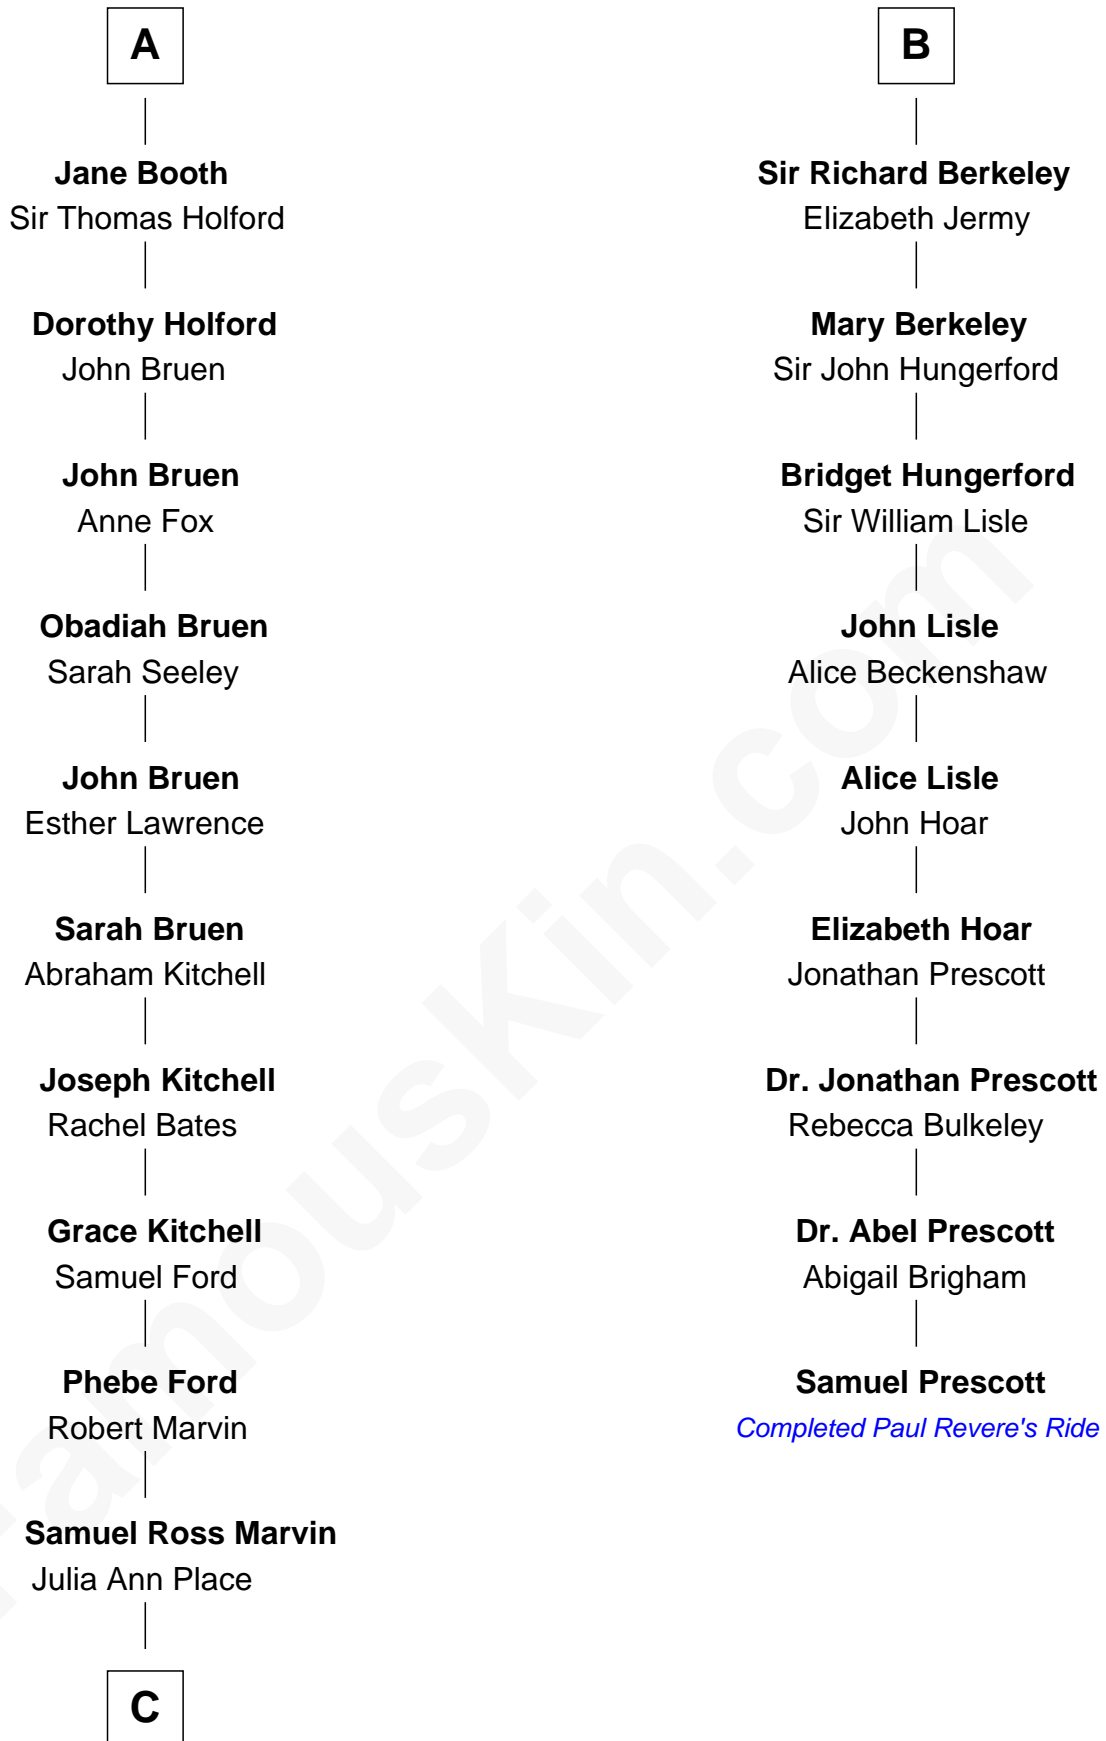 A
Jane Booth
Sir Thomas Holford
Dorothy Holford
John Bruen
John Bruen
Anne Fox
Obadiah Bruen
Sarah Seeley
John Bruen
Esther Lawrence
Sarah Bruen
Abraham Kitchell
Joseph Kitchell
Rachel Bates
Grace Kitchell
Samuel Ford
Phebe Ford
Robert Marvin
Samuel Ross Marvin
Julia Ann Place
C
B
Sir Richard Berkeley
Elizabeth Jermy
Mary Berkeley
Sir John Hungerford
Bridget Hungerford
Sir William Lisle
John Lisle
Alice Beckenshaw
Alice Lisle
John Hoar
Elizabeth Hoar
Jonathan Prescott
Dr. Jonathan Prescott
Rebecca Bulkeley
Dr. Abel Prescott
Abigail Brigham
Samuel Prescott
Completed Paul Revere's Ride
FamousKin.com